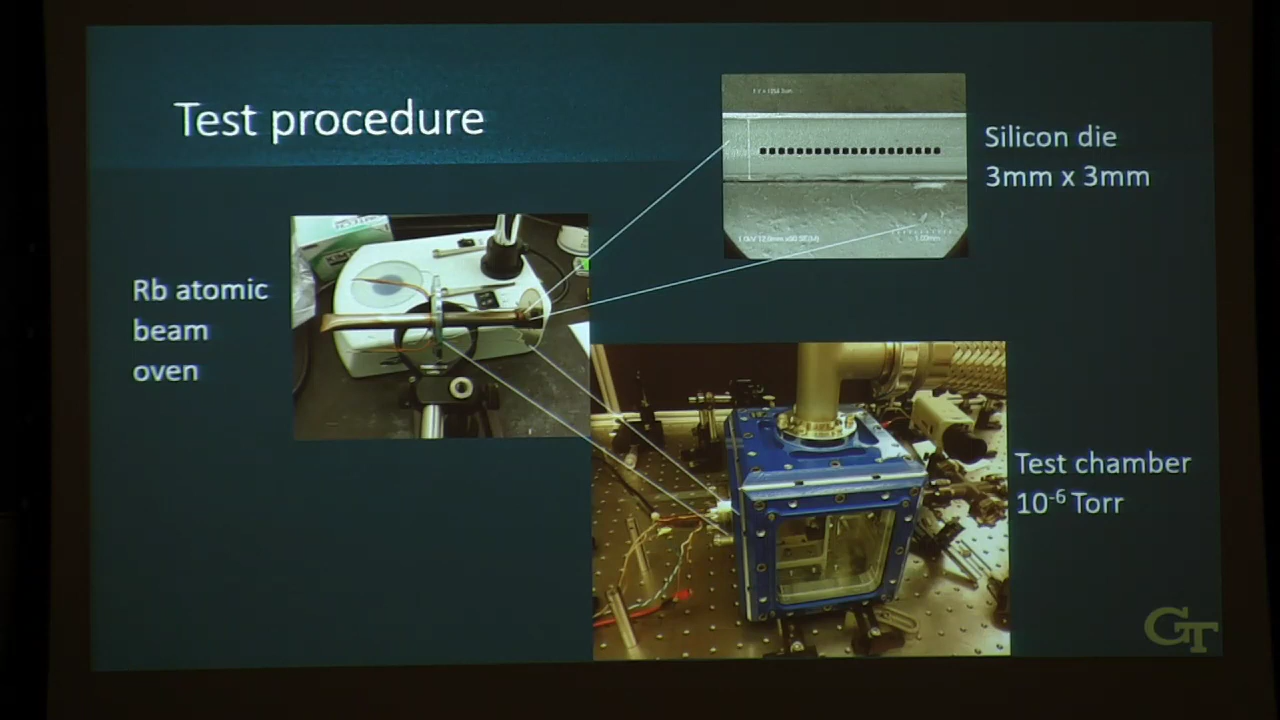 Test procedure
Silicon die
3mm x 3mm
Rb atomic
beam
oven
Test chamber
10⁻⁶ Torr
GT